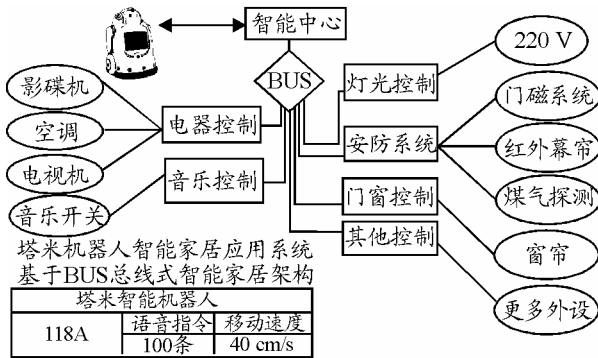 智能中心
BUS
影碟机
空调
电视机
音乐开关
电器控制
音乐控制
灯光控制
安防系统
门窗控制
其他控制
220 V
门磁系统
红外幕帘
煤气探测
窗帘
更多外设
塔米机器人智能家居应用系统
基于BUS总线式智能家居架构
塔米智能机器人
118A
语音指令 移动速度
100条 40 cm/s